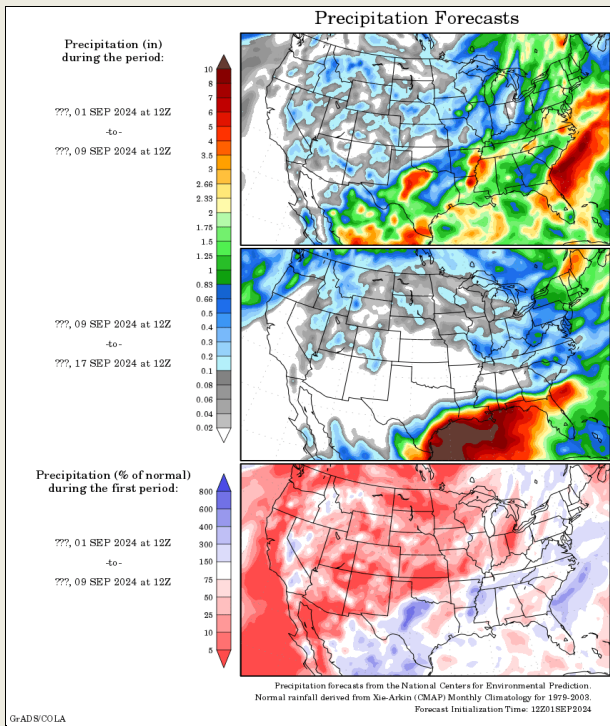 Precipitation Forecasts
Precipitation (in)
during the period:
???, 01 SEP 2024 at 12Z
-to-
???, 09 SEP 2024 at 12Z
10
8
7
6
5
4
3.5
3
2.66
2.33
2
1.75
1.5
1.25
1
0.83
0.66
0.5
0.4
0.3
0.2
0.1
0.08
0.06
0.04
0.02
???, 09 SEP 2024 at 12Z
-to-
???, 17 SEP 2024 at 12Z
Precipitation (% of normal)
during the first period:
???, 01 SEP 2024 at 12Z
-to-
???, 09 SEP 2024 at 12Z
800
600
400
300
150
75
50
25
10
5
Precipitation forecasts from the National Centers for Environmental Prediction.
Normal rainfall derived from Xie-Arkin (CMAP) Monthly Climatology for 1979-2003.
Forecast Initialization Time: 12Z01SEP2024
GrADS/COLA